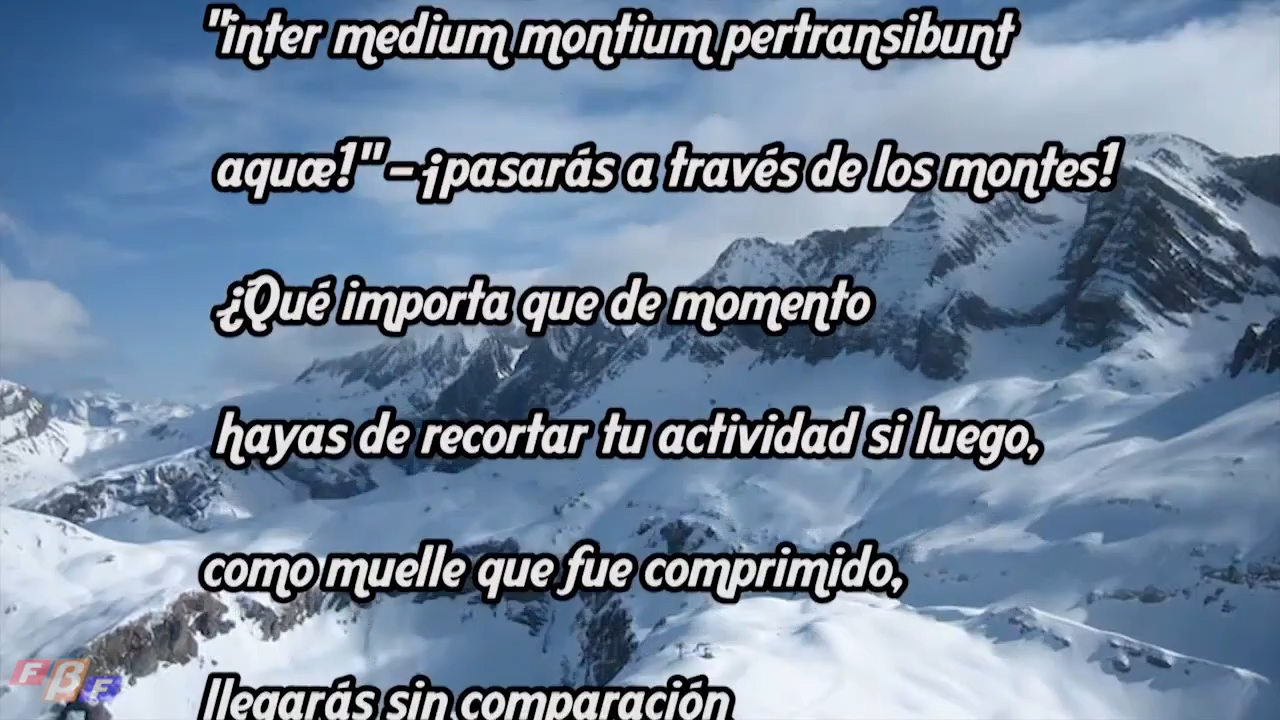 "inter medium montium pertransibunt
aquæ!" - ¡pasarás a través de los montes!
¿Qué importa que de momento
hayas de recortar tu actividad si luego,
como muelle que fue comprimido,
llegarás sin comparación
FBF